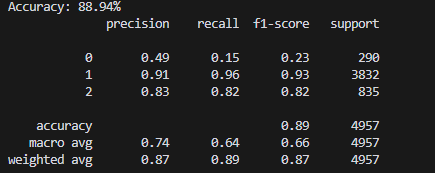 Accuracy: 88.94%
precision recall f1-score support
0 0.49 0.15 0.23 290
1 0.91 0.96 0.93 3832
2 0.83 0.82 0.82 835
accuracy 0.89 4957
macro avg 0.74 0.64 0.66 4957
weighted avg 0.87 0.89 0.87 4957